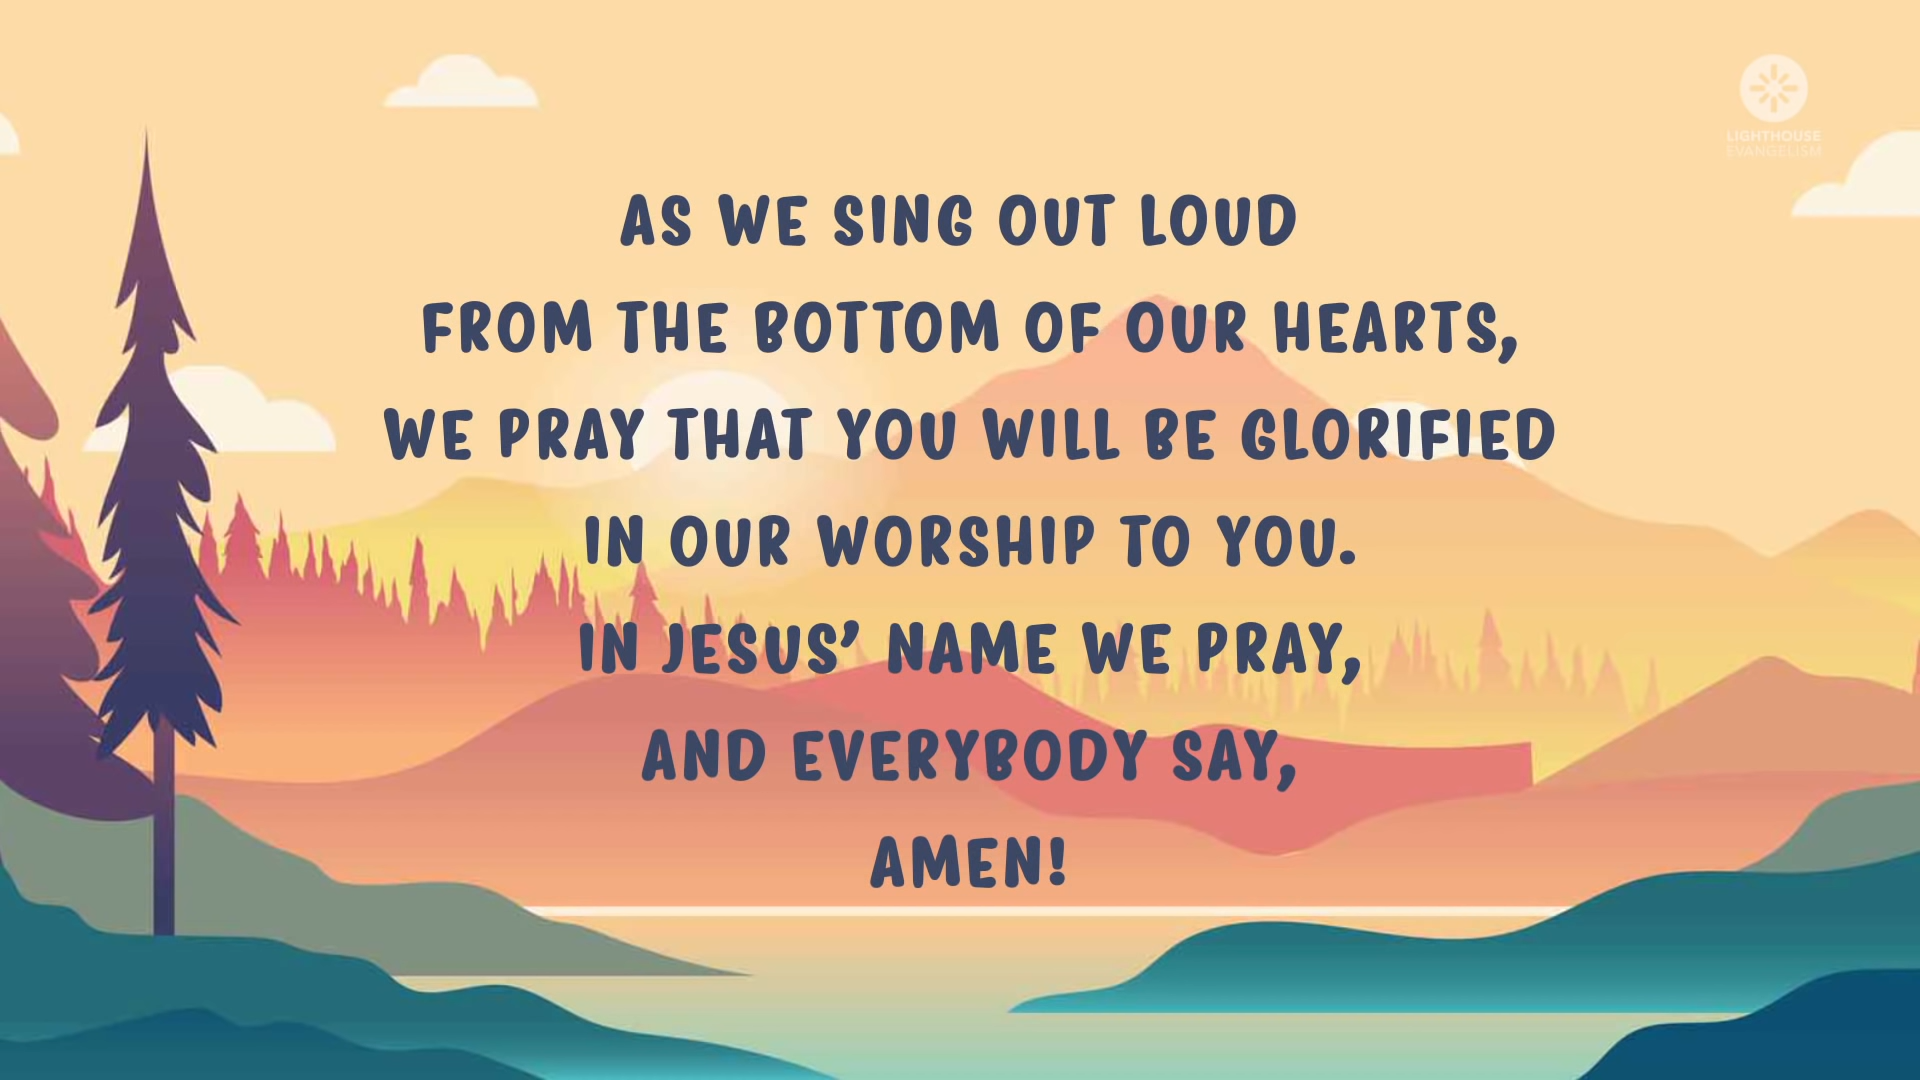 LIGHTHOUSE
EVANGELISM
AS WE SING OUT LOUD
FROM THE BOTTOM OF OUR HEARTS,
WE PRAY THAT YOU WILL BE GLORIFIED
IN OUR WORSHIP TO YOU.
IN JESUS’ NAME WE PRAY,
AND EVERYBODY SAY,
AMEN!